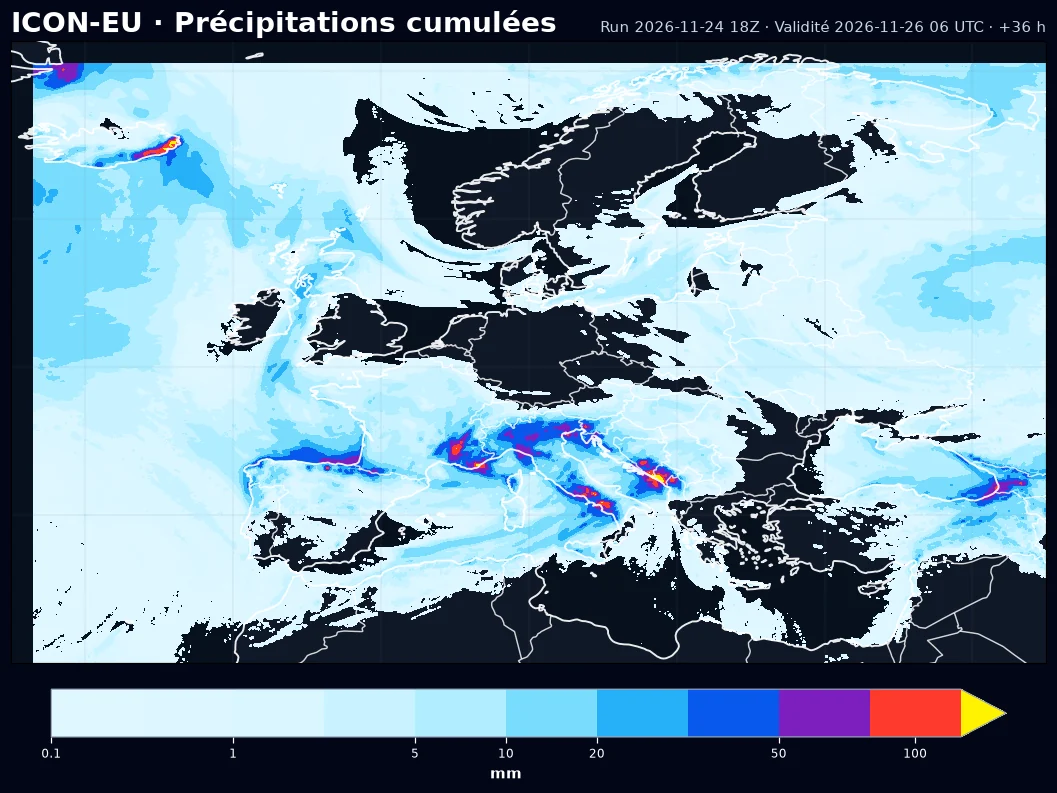 ICON-EU · Précipitations cumulées
Run 2026-11-24 18Z · Validité 2026-11-26 06 UTC · +36 h
0.1 1 5 10 20 50 100
mm